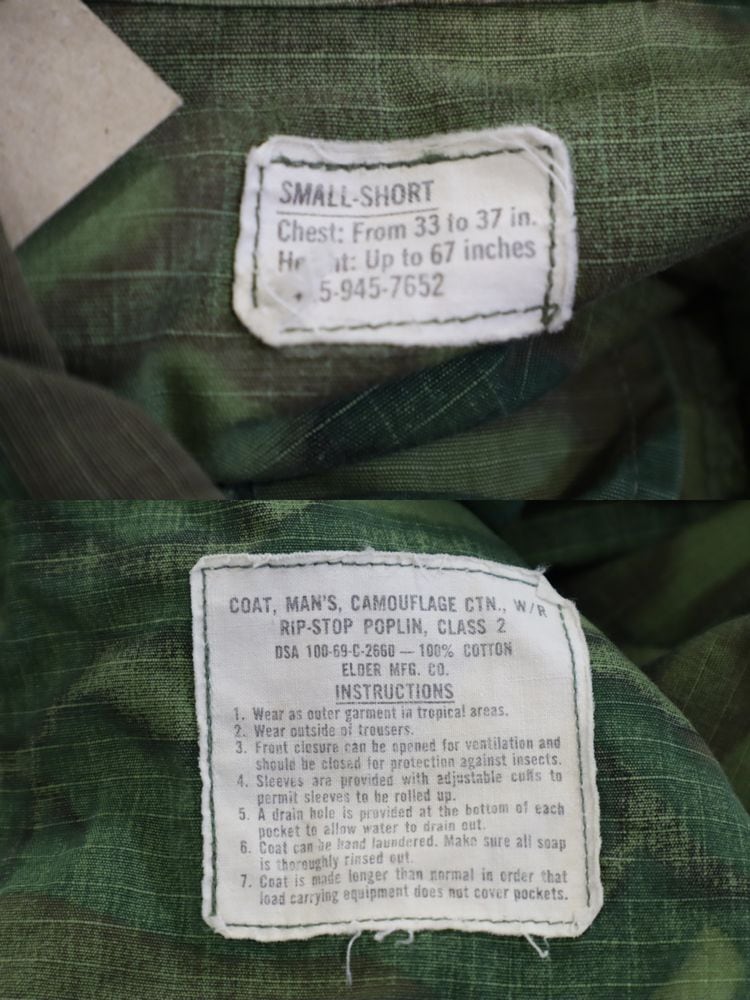 SMALL-SHORT
Chest: From 33 to 37 in.
Up to 67 inches
5-945-7652
COAT, MAN'S, CAMOUFLAGE CTN., W/R
RIP-STOP POPLIN, CLASS 2
DSA 100-69-C-2660 — 100% COTTON
ELDER MFG. CO.
INSTRUCTIONS
1. Wear as outer garment in tropical areas.
2. Wear outside of trousers.
3. Front closure can be opened for ventilation and
should be closed for protection against insects.
4. Sleeves are provided with adjustable cuffs to
permit sleeves to be rolled up.
5. A drain hole is provided at the bottom of each
pocket to allow water to drain out.
6. Coat can be hand laundered. Make sure all soap
is thoroughly rinsed out.
7. Coat is made longer than normal in order that
load carrying equipment does not cover pockets.